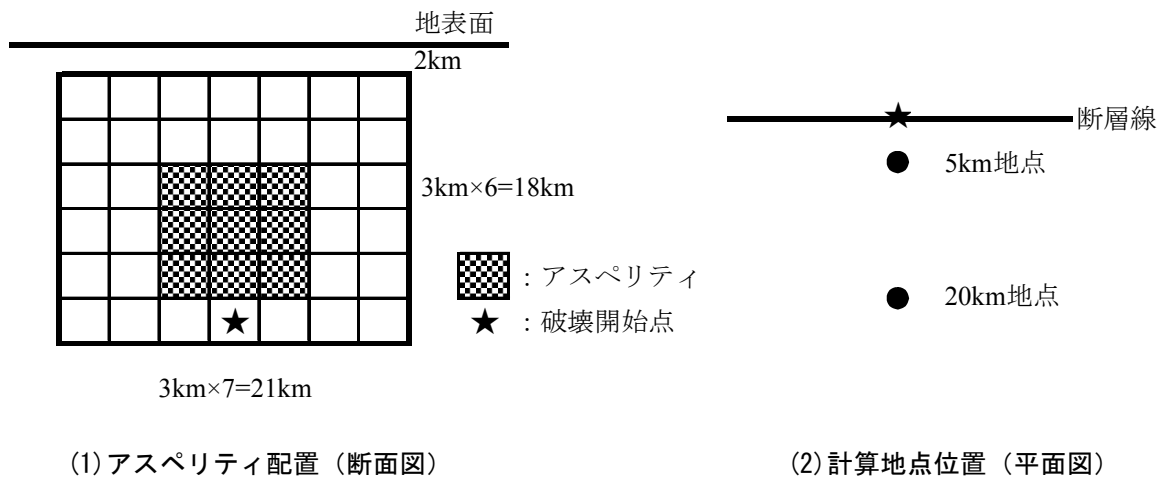 地表面
2km
断層線
5km地点
3km×6=18km
：アスペリティ
★：破壊開始点
20km地点
3km×7=21km
(1)アスペリティ配置（断面図）
(2)計算地点位置（平面図）